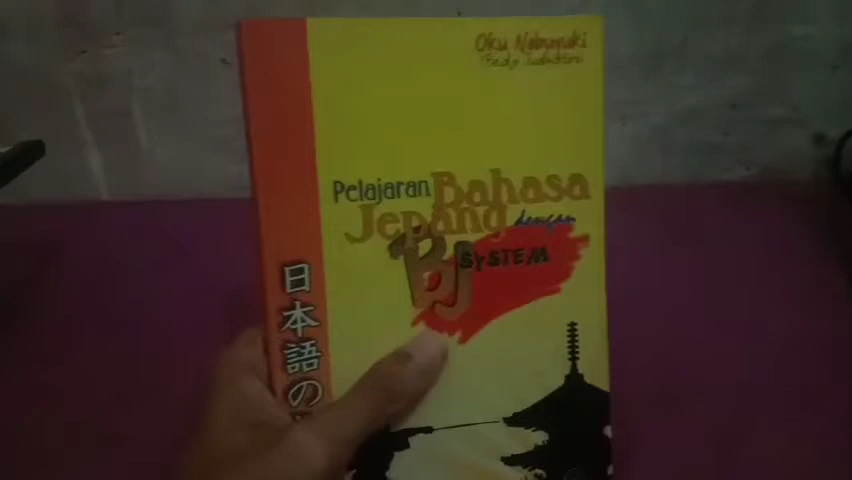 Oku Nobuyuki
Pelajaran Bahasa
Jepang dengan
BJ SYSTEM
日本語の